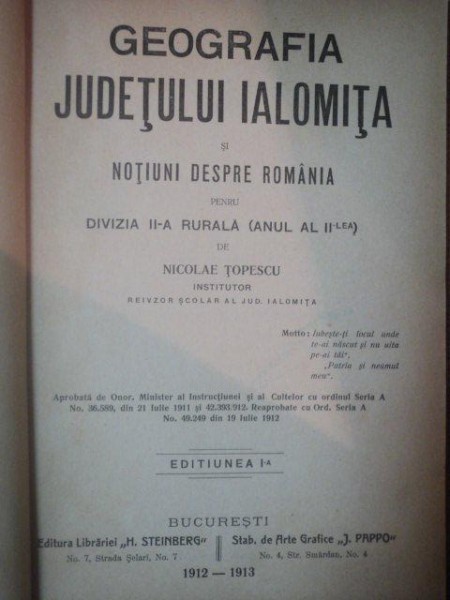 GEOGRAFIA
JUDEŢULUI IALOMIŢA
ŞI
NOŢIUNI DESPRE ROMÂNIA
PENRU
DIVIZIA II-A RURALĂ (ANUL AL II-LEA)
DE
NICOLAE ŢOPESCU
INSTITUTOR
REIVZOR ŞCOLAR AL JUD. IALOMIŢA
Motto: Iubeşte-ţi locul unde
te-ai născut şi nu uita
pe-ai tăi".
„Patria şi neamul
meu".
Aprobată de Onor. Minister al Instrucţiunei şi al Cultelor cu ordinul Seria A
No. 36.589, din 21 Iulie 1911 şi 42.393.912. Reaprobate cu Ord. Seria A
No. 49.249 din 19 Iulie 1912
EDITIUNEA I-A
BUCUREŞTI
Editura Librăriei „H. STEINBERG" Stab. de Arte Grafice „J. PAPPO"
No. 7, Strada Şelari, No. 7 No. 4, Str. Smârdan, No. 4
1912 — 1913